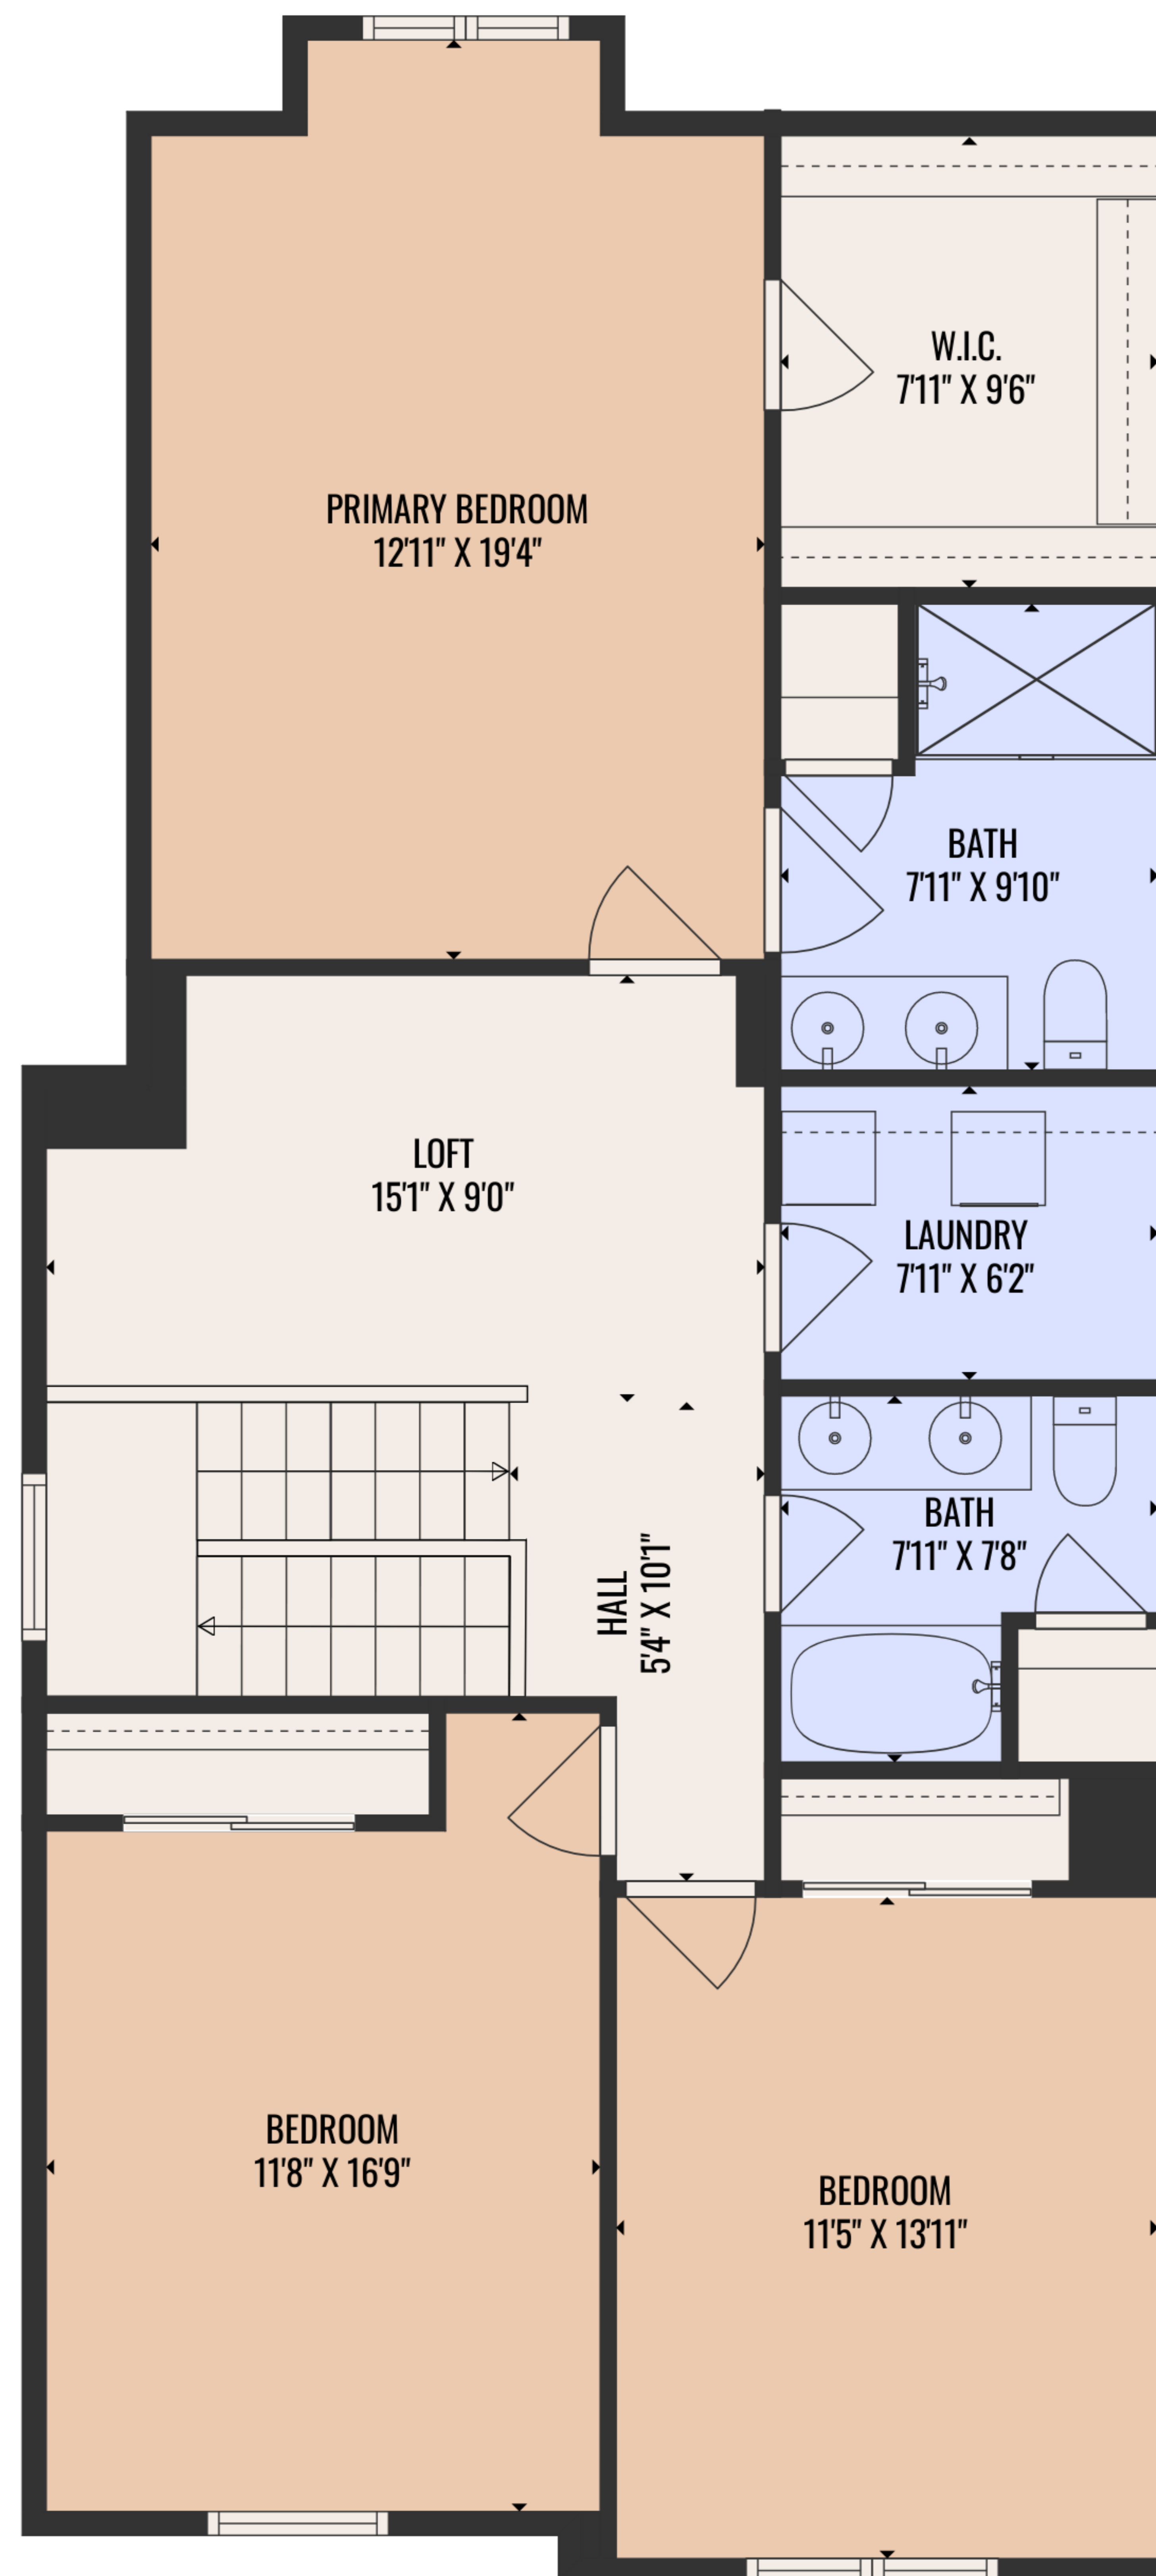 W.I.C.
7'11" X 9'6"
PRIMARY BEDROOM
12'11" X 19'4"
BATH
7'11" X 9'10"
LOFT
15'1" X 9'0"
LAUNDRY
7'11" X 6'2"
BATH
7'11" X 7'8"
HALL
5'4" X 10'1"
BEDROOM
11'8" X 16'9"
BEDROOM
11'5" X 13'11"